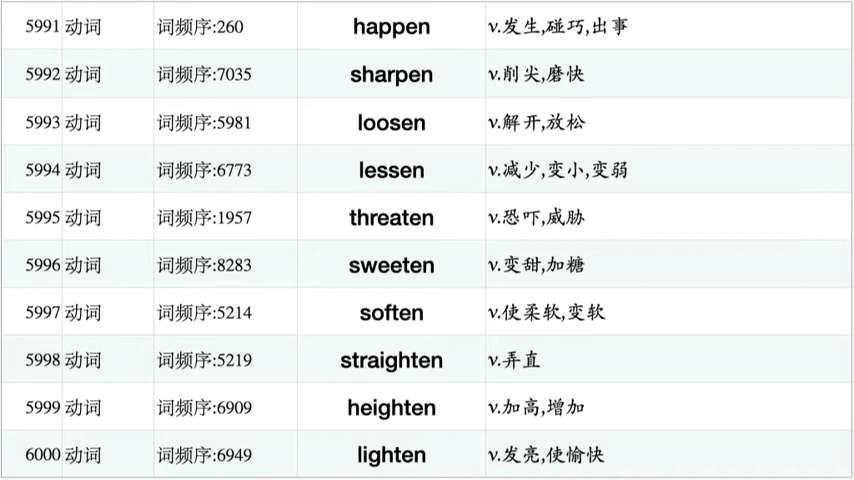 5991 动词 词频序:260 happen v.发生,碰巧,出事
5992 动词 词频序:7035 sharpen v.削尖,磨快
5993 动词 词频序:5981 loosen v.解开,放松
5994 动词 词频序:6773 lessen v.减少,变小,变弱
5995 动词 词频序:1957 threaten v.恐吓,威胁
5996 动词 词频序:8283 sweeten v.变甜,加糖
5997 动词 词频序:5214 soften v.使柔软,变软
5998 动词 词频序:5219 straighten v.弄直
5999 动词 词频序:6909 heighten v.加高,增加
6000 动词 词频序:6949 lighten v.发亮,使愉快